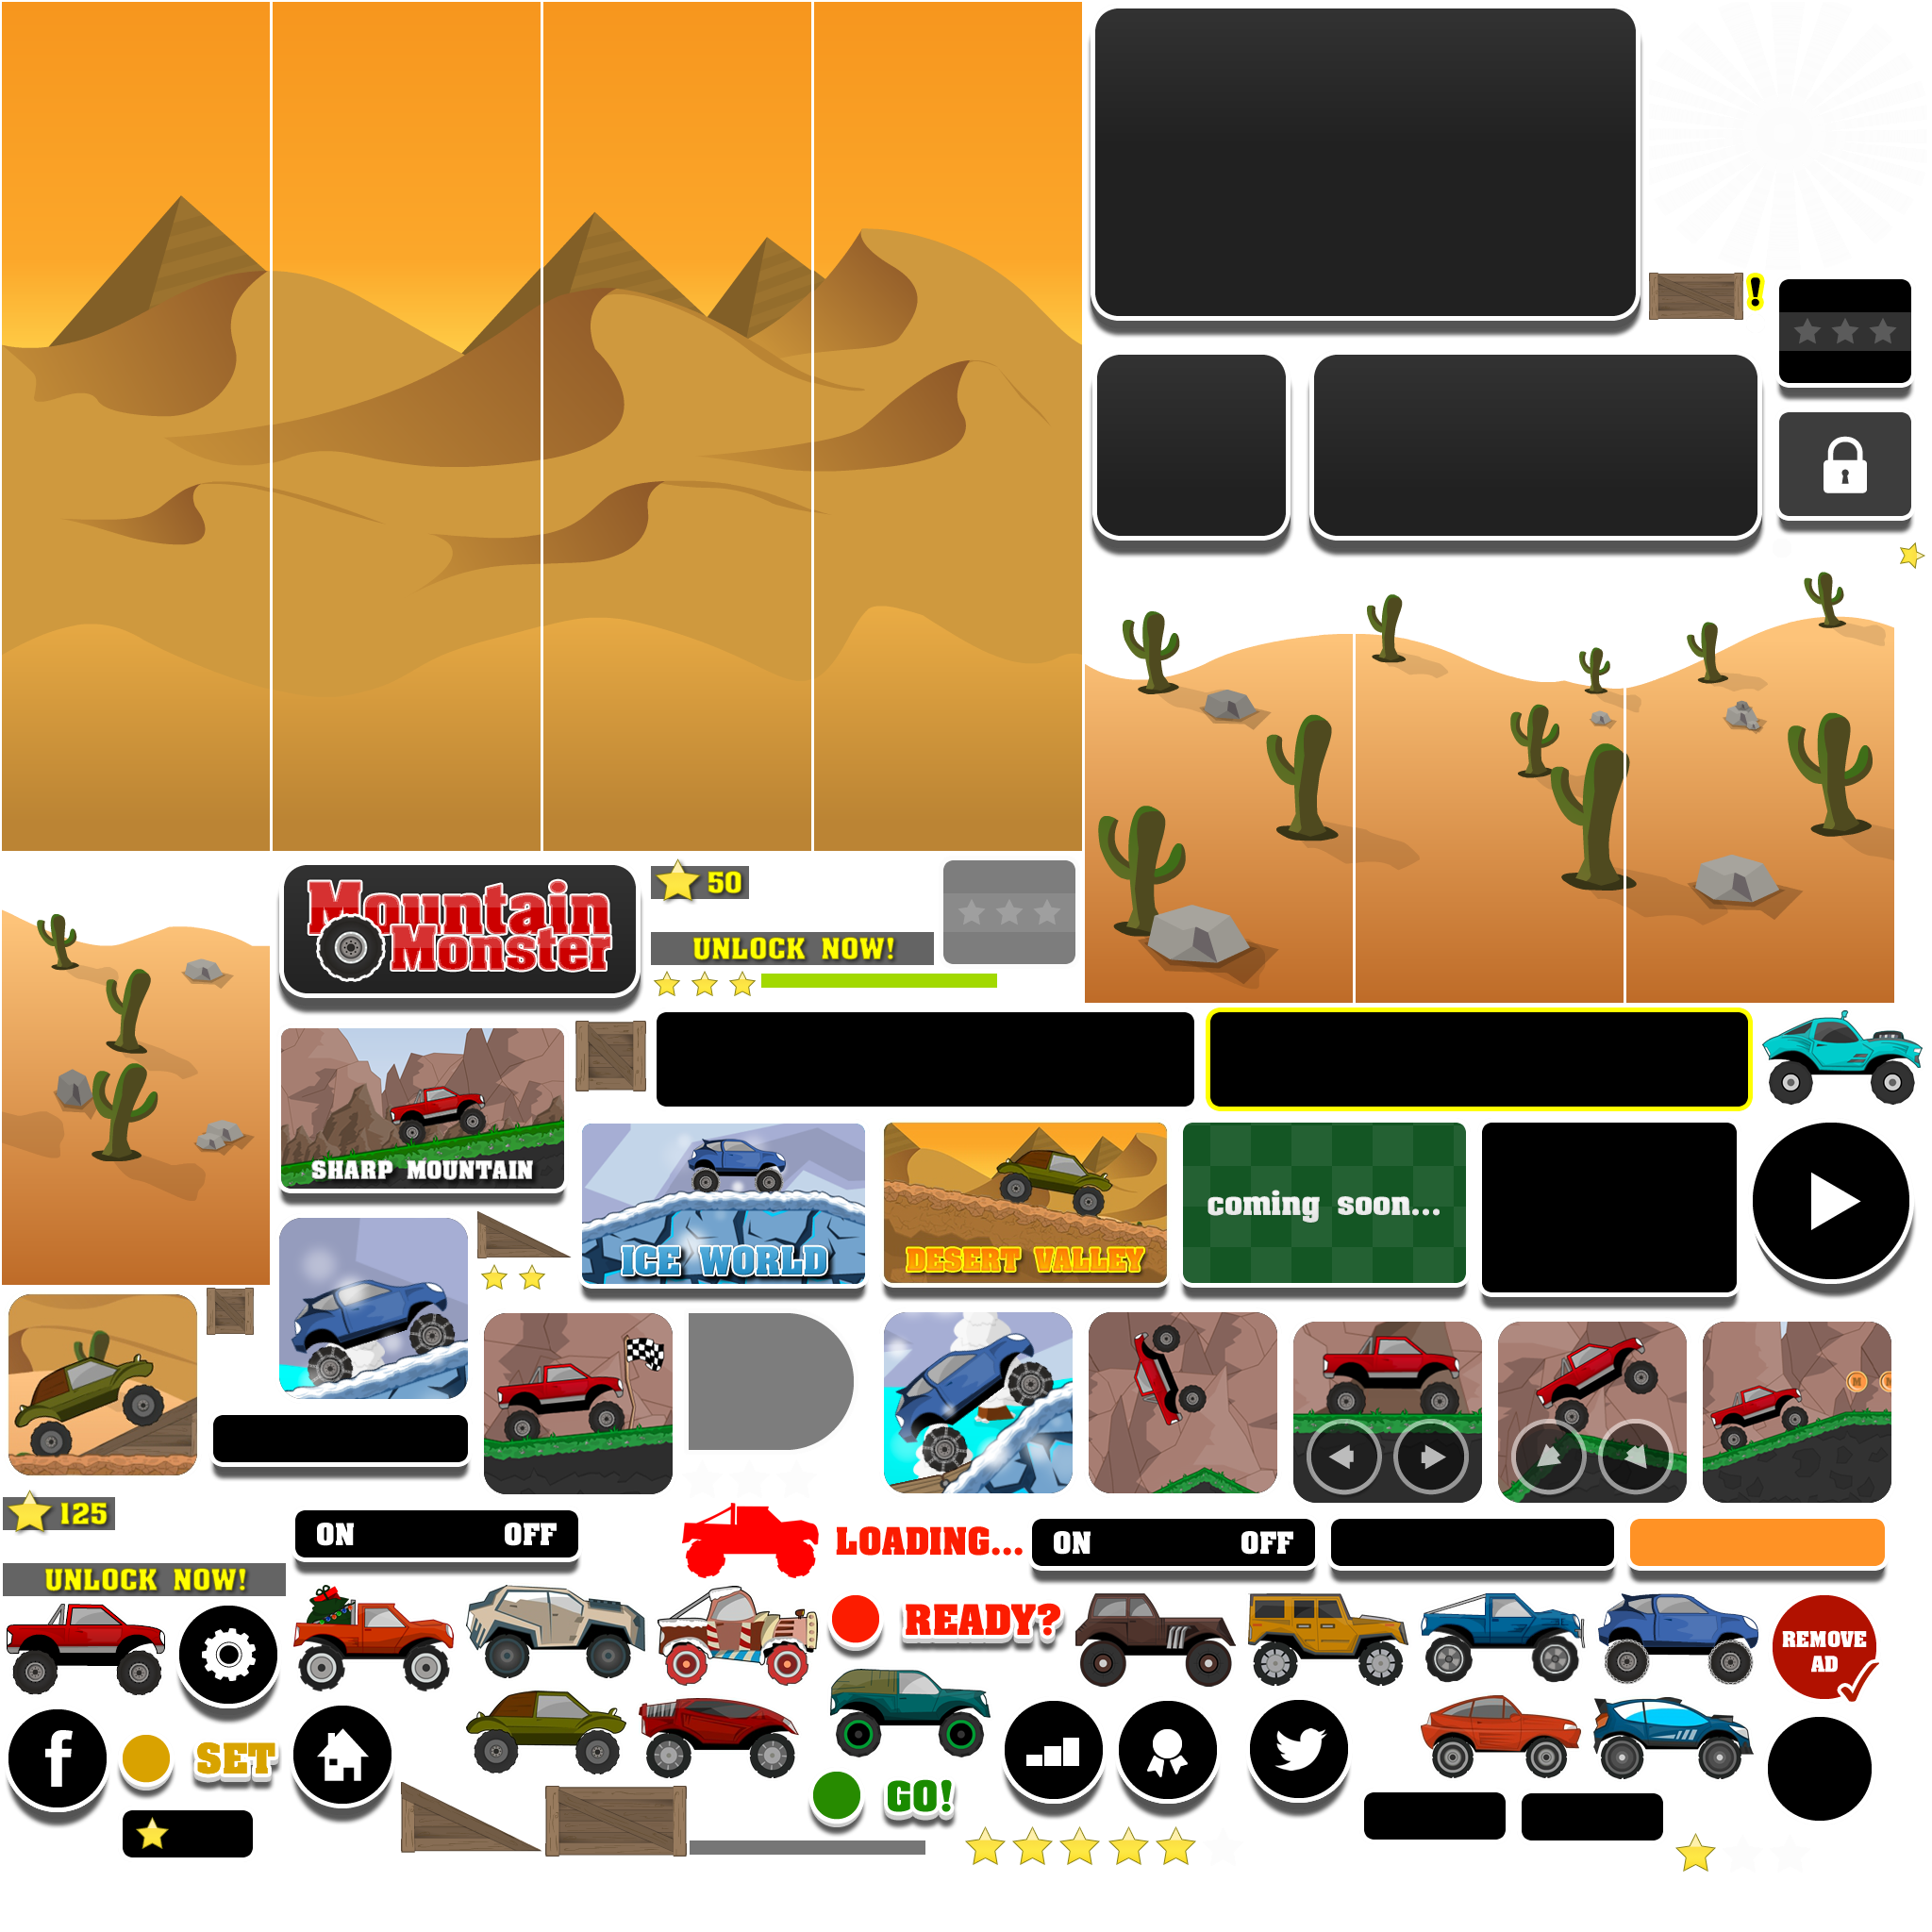 !
Mountain
Monster
50
UNLOCK NOW!
SHARP MOUNTAIN
ICE WORLD
DESERT VALLEY
coming soon...
125
UNLOCK NOW!
ON OFF
LOADING...
ON OFF
READY?
REMOVE
AD
f
SET
GO!